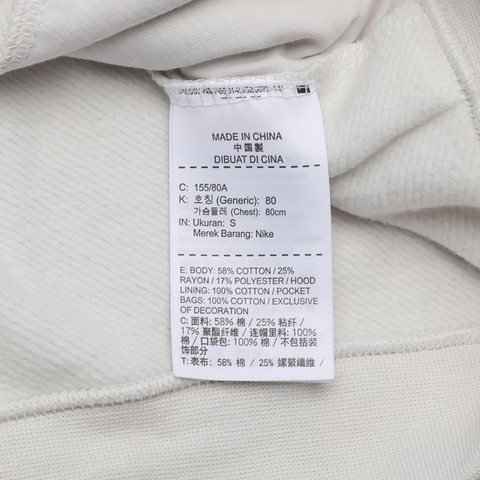 MADE IN CHINA
中国製
DIBUAT DI CINA
C: 155/80A
K: 호칭 (Generic): 80
가슴둘레 (Chest): 80cm
IN: Ukuran: S
Merek Barang: Nike
E: BODY: 58% COTTON / 25%
RAYON / 17% POLYESTER / HOOD
LINING: 100% COTTON / POCKET
BAGS: 100% COTTON / EXCLUSIVE
OF DECORATION
C: 面料: 58% 棉 / 25% 粘纤 /
17% 聚酯纤维 / 连帽里料: 100%
棉 / 口袋包: 100% 棉 / 不包括装
饰部分
T: 表布: 58% 棉 / 25% 嫘縈纖維 /